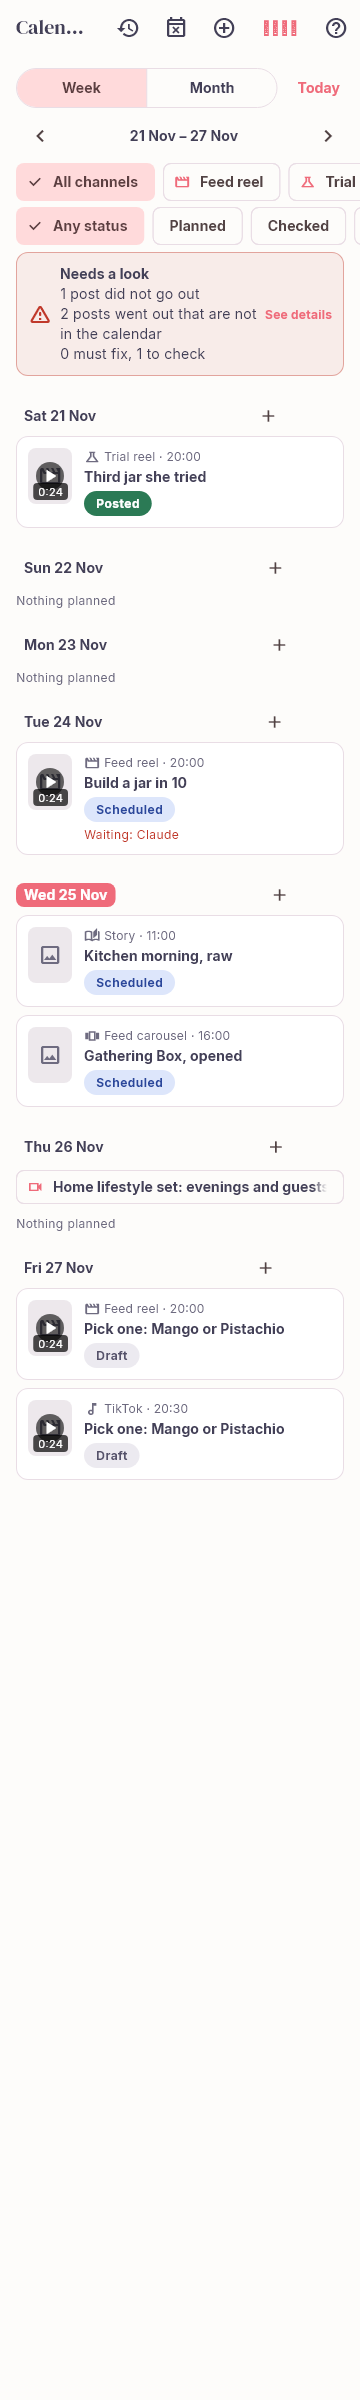 Calen...
Week
Month
Today
21 Nov – 27 Nov
All channels
Feed reel
Trial
Any status
Planned
Checked
Needs a look
1 post did not go out
2 posts went out that are not
in the calendar
0 must fix, 1 to check
See details
Sat 21 Nov
Trial reel · 20:00
Third jar she tried
0:24
Posted
Sun 22 Nov
Nothing planned
Mon 23 Nov
Nothing planned
Tue 24 Nov
Feed reel · 20:00
Build a jar in 10
0:24
Scheduled
Waiting: Claude
Wed 25 Nov
Story · 11:00
Kitchen morning, raw
Scheduled
Feed carousel · 16:00
Gathering Box, opened
Scheduled
Thu 26 Nov
Home lifestyle set: evenings and guests
Nothing planned
Fri 27 Nov
Feed reel · 20:00
Pick one: Mango or Pistachio
0:24
Draft
TikTok · 20:30
Pick one: Mango or Pistachio
0:24
Draft